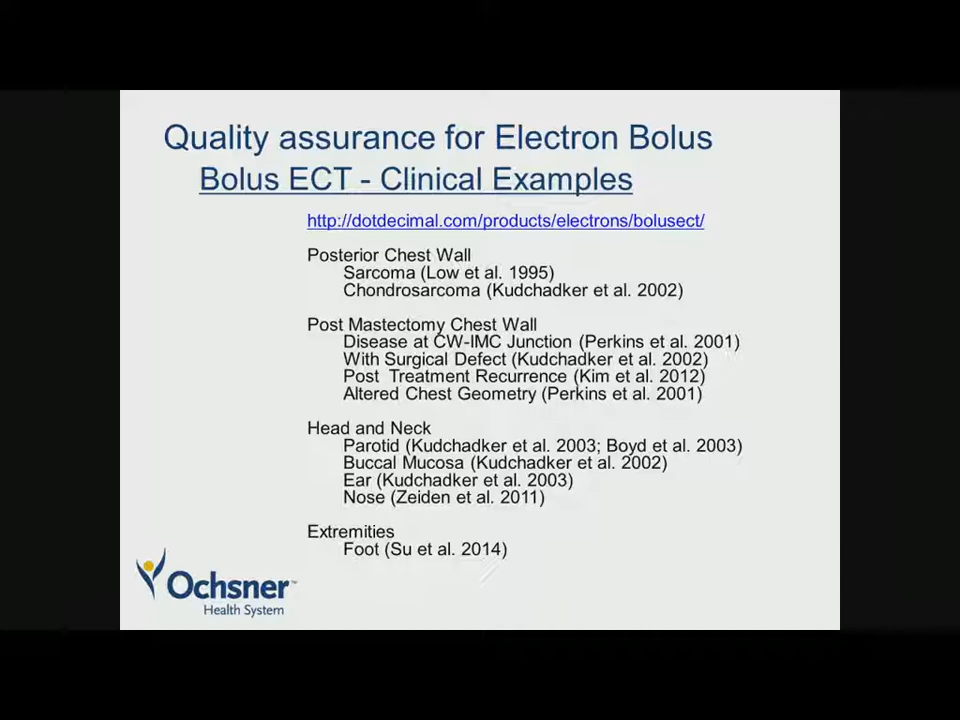 Quality assurance for Electron Bolus
Bolus ECT - Clinical Examples
http://dotdecimal.com/products/electrons/bolusect/
Posterior Chest Wall
Sarcoma (Low et al. 1995)
Chondrosarcoma (Kudchadker et al. 2002)
Post Mastectomy Chest Wall
Disease at CW-IMC Junction (Perkins et al. 2001)
With Surgical Defect (Kudchadker et al. 2002)
Post Treatment Recurrence (Kim et al. 2012)
Altered Chest Geometry (Perkins et al. 2001)
Head and Neck
Parotid (Kudchadker et al. 2003; Boyd et al. 2003)
Buccal Mucosa (Kudchadker et al. 2002)
Ear (Kudchadker et al. 2003)
Nose (Zeiden et al. 2011)
Extremities
Foot (Su et al. 2014)
Ochsner™
Health System